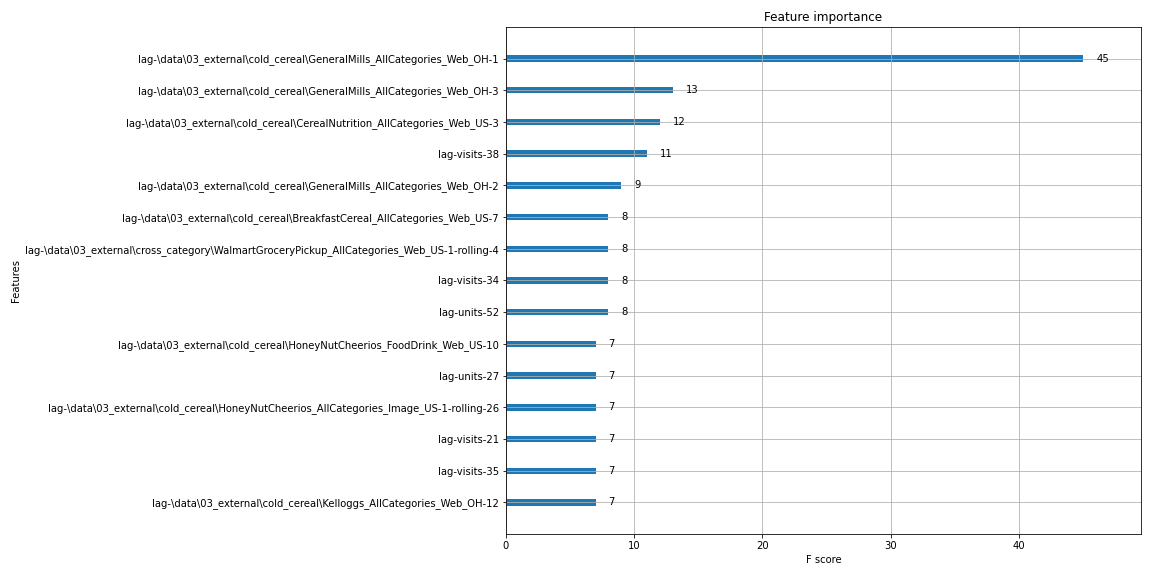 Feature importance
lag-\data\03_external\cold_cereal\GeneralMills_AllCategories_Web_OH-1 45
lag-\data\03_external\cold_cereal\GeneralMills_AllCategories_Web_OH-3 13
lag-\data\03_external\cold_cereal\CerealNutrition_AllCategories_Web_US-3 12
lag-visits-38 11
lag-\data\03_external\cold_cereal\GeneralMills_AllCategories_Web_OH-2 9
lag-\data\03_external\cold_cereal\BreakfastCereal_AllCategories_Web_US-7 8
lag-\data\03_external\cross_category\WalmartGroceryPickup_AllCategories_Web_US-1-rolling-4 8
lag-visits-34 8
lag-units-52 8
lag-\data\03_external\cold_cereal\HoneyNutCheerios_FoodDrink_Web_US-10 7
lag-units-27 7
lag-\data\03_external\cold_cereal\HoneyNutCheerios_AllCategories_Image_US-1-rolling-26 7
lag-visits-21 7
lag-visits-35 7
lag-\data\03_external\cold_cereal\Kelloggs_AllCategories_Web_OH-12 7
Features
0 10 20 30 40
F score